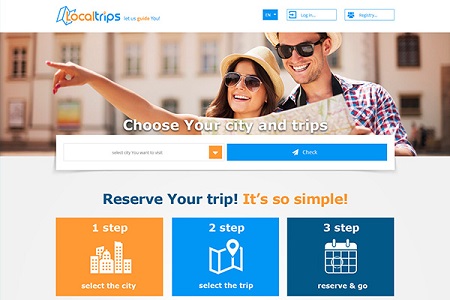 Localtrips let us guide You!
EN Log in... Registry...
Choose Your city and trips
select city You want to visit Check
Reserve Your trip! It's so simple!
1 step 2 step 3 step
select the city select the trip reserve & go